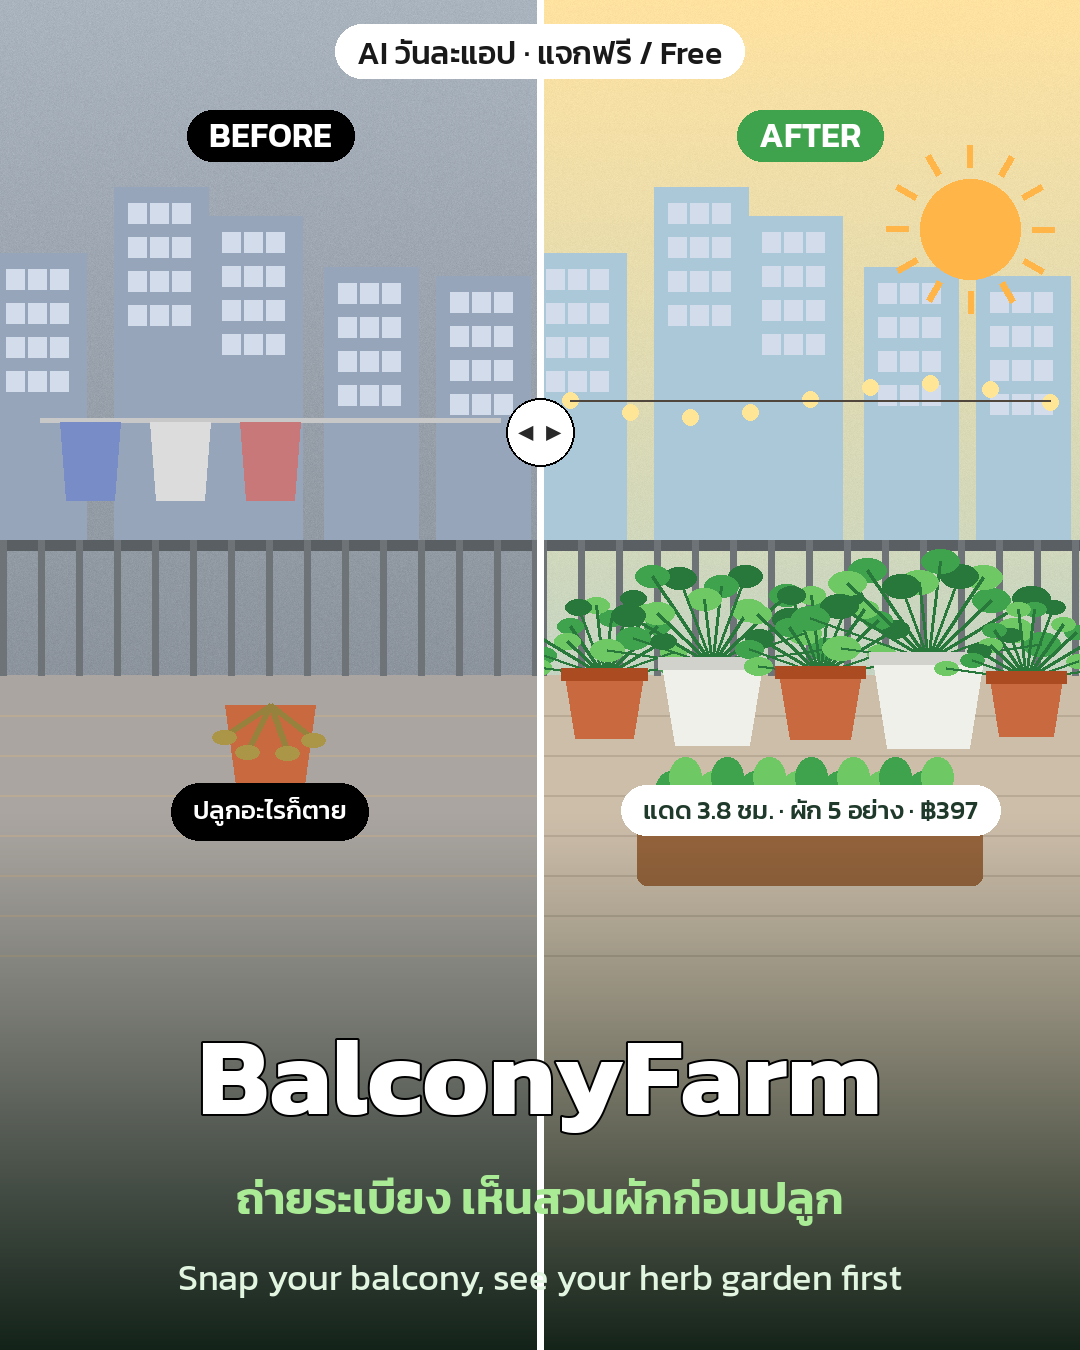 AI วันละแอป · แจกฟรี / Free
BEFORE
AFTER
ปลูกอะไรก็ตาย
แดด 3.8 ชม. · ผัก 5 อย่าง · ฿397
BalconyFarm
ถ่ายระเบียง เห็นสวนผักก่อนปลูก
Snap your balcony, see your herb garden first